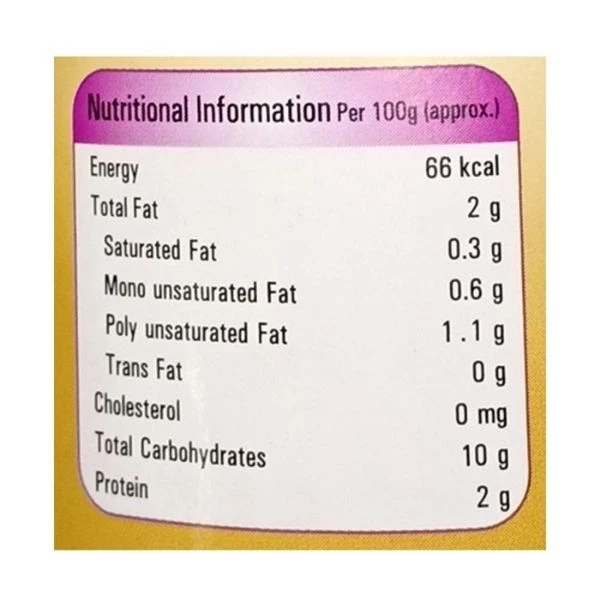 Nutritional Information Per 100g (approx.)
Energy 66 kcal
Total Fat 2 g
Saturated Fat 0.3 g
Mono unsaturated Fat 0.6 g
Poly unsaturated Fat 1.1 g
Trans Fat 0 g
Cholesterol 0 mg
Total Carbohydrates 10 g
Protein 2 g